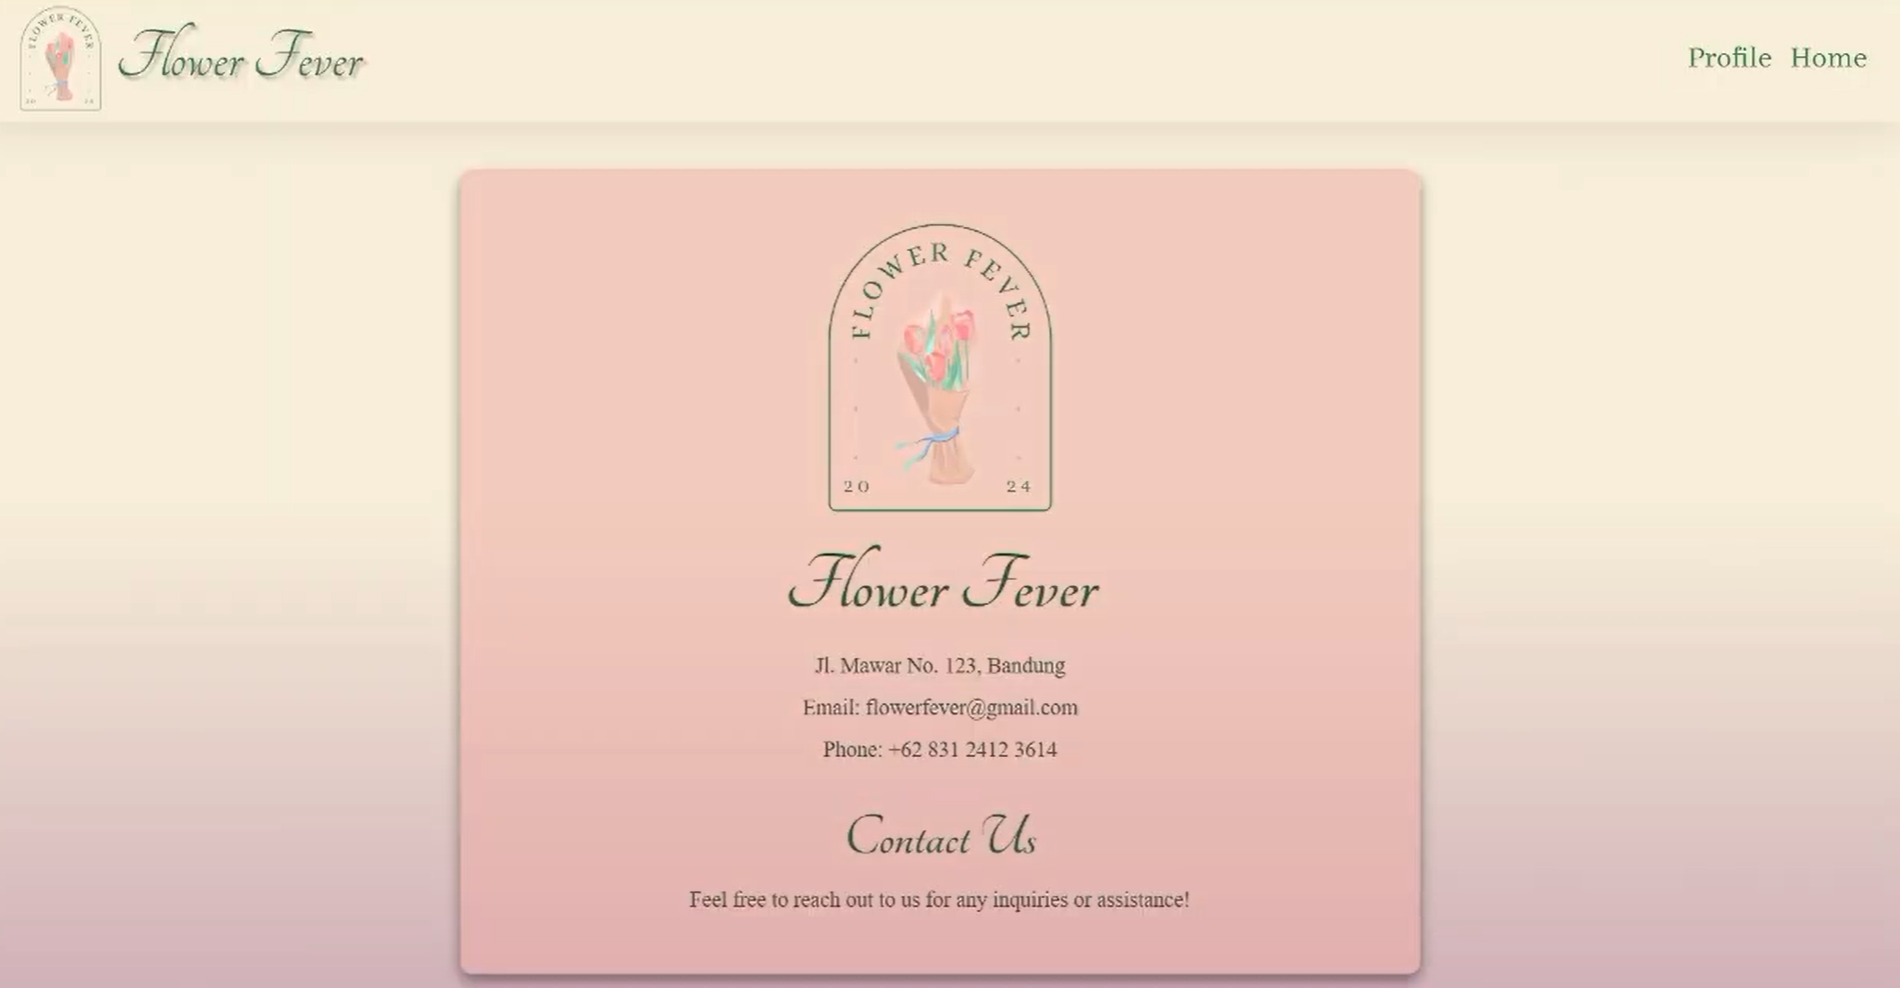 FLOWER FEVER
20 24
Flower Fever
Profile Home
FLOWER FEVER
20 24
Flower Fever
Jl. Mawar No. 123, Bandung
Email: flowerfever@gmail.com
Phone: +62 831 2412 3614
Contact Us
Feel free to reach out to us for any inquiries or assistance!